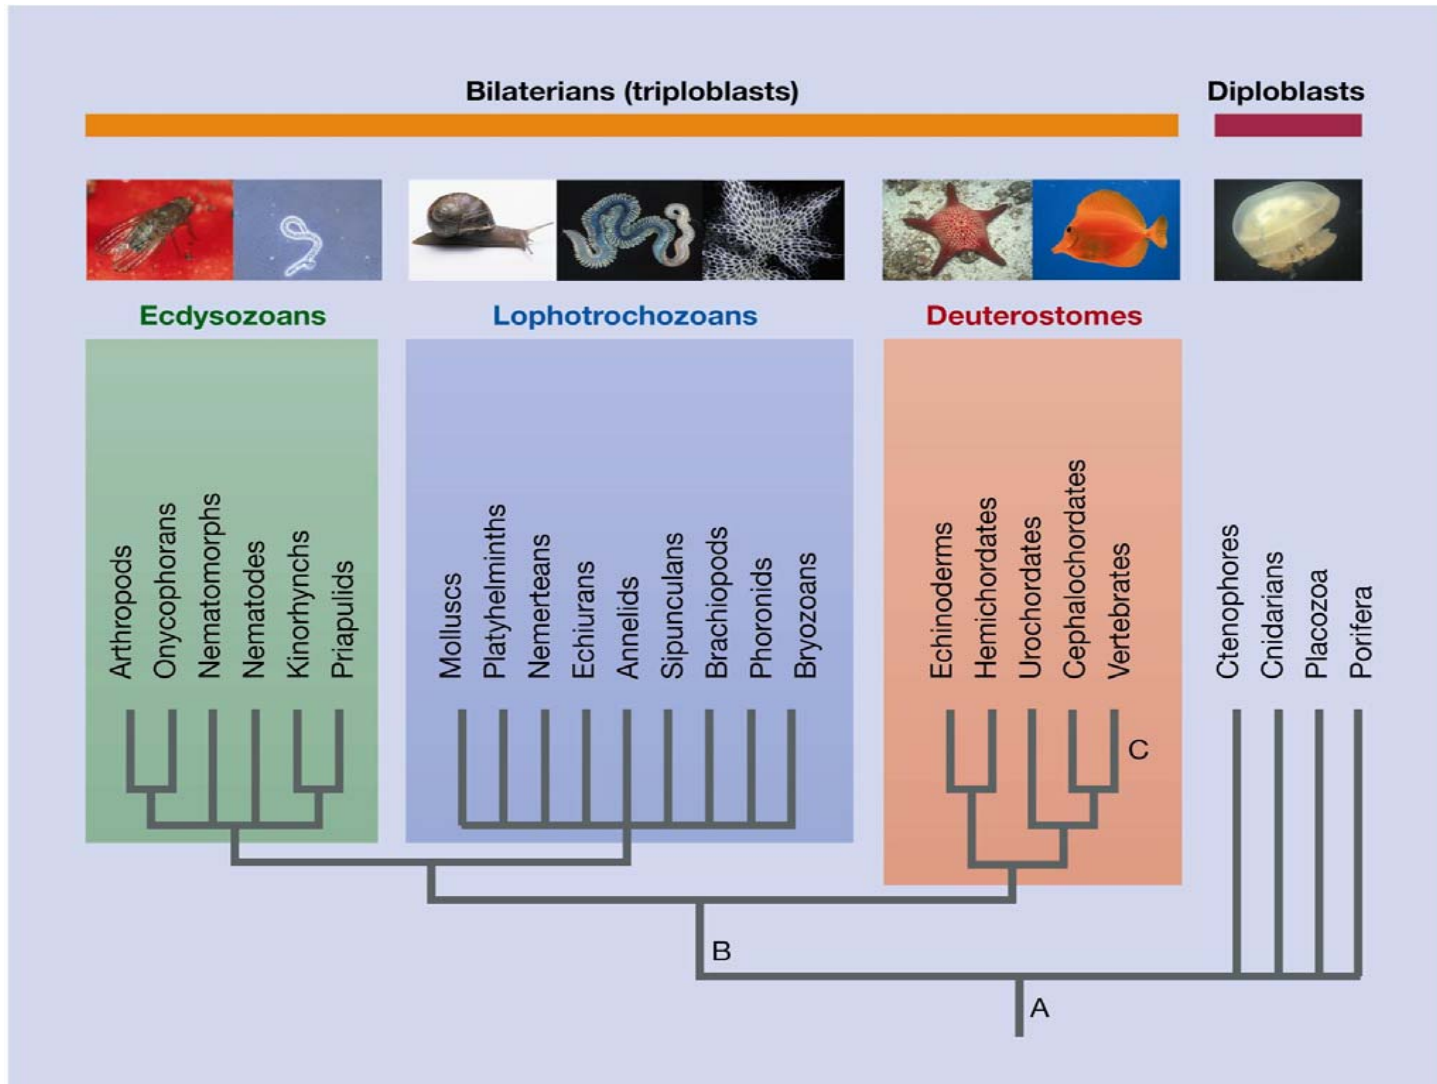 Bilaterians (triploblasts)
Diploblasts
Ecdysozoans
Lophotrochozoans
Deuterostomes
Arthropods
Onycophorans
Nematomorphs
Nematodes
Kinorhynchs
Priapulids
Molluscs
Platyhelminths
Nemerteans
Echiurans
Annelids
Sipunculans
Brachiopods
Phoronids
Bryozoans
Echinoderms
Hemichordates
Urochordates
Cephalochordates
Vertebrates
Ctenophores
Cnidarians
Placozoa
Porifera
C
B
A